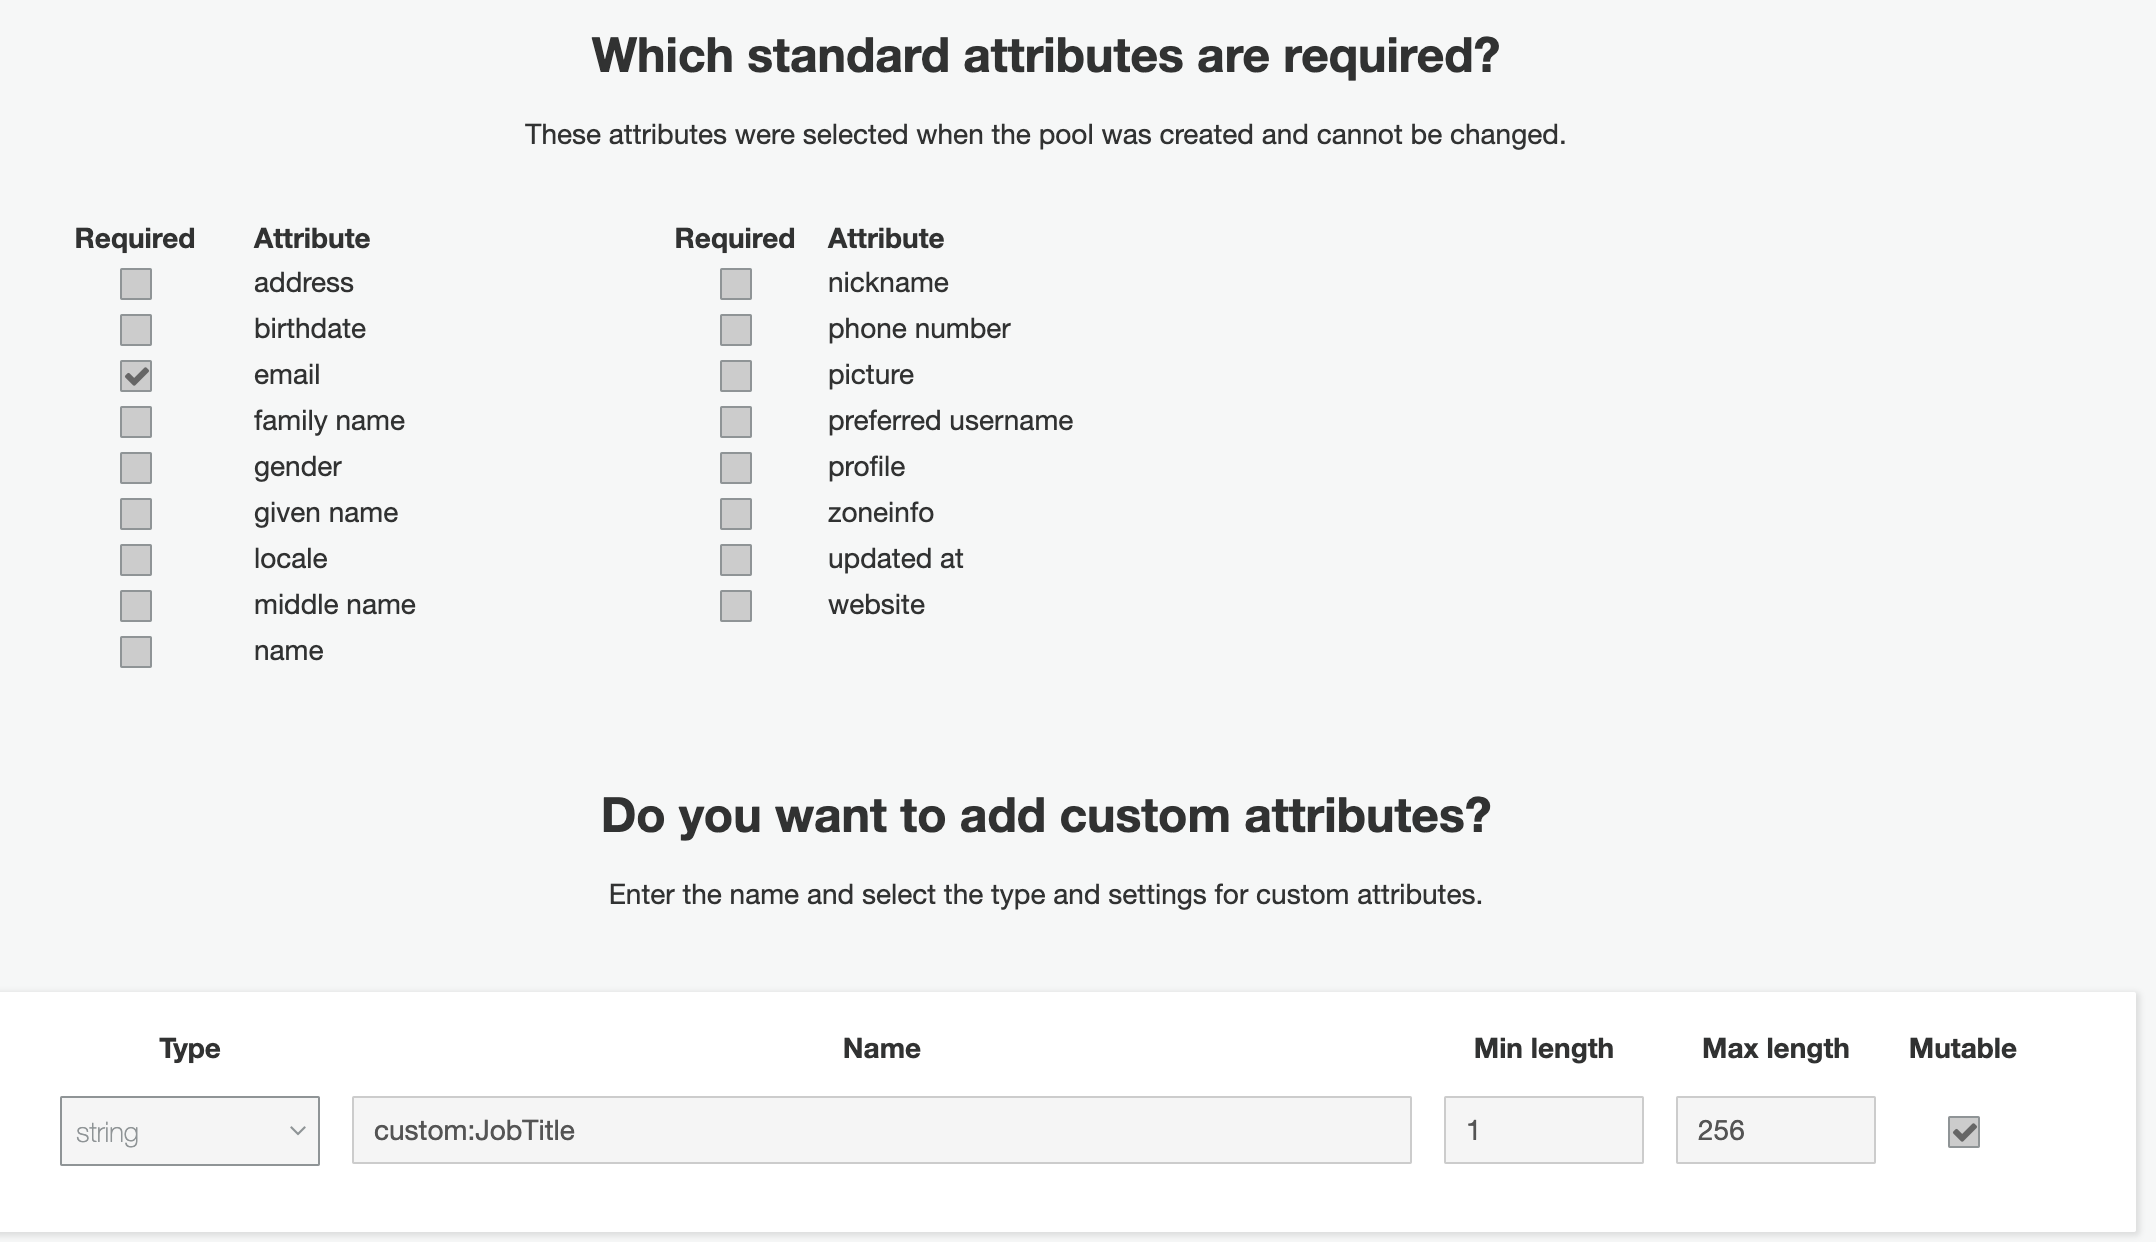 Which standard attributes are required?
These attributes were selected when the pool was created and cannot be changed.
Required Attribute Required Attribute
address nickname
birthdate phone number
email picture
family name preferred username
gender profile
given name zoneinfo
locale updated at
middle name website
name
Do you want to add custom attributes?
Enter the name and select the type and settings for custom attributes.
Type Name Min length Max length Mutable
string custom:JobTitle 1 256